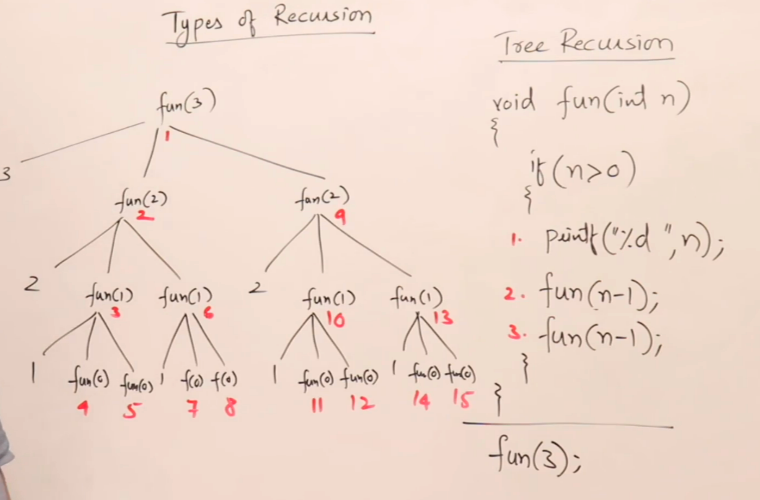 Types of Recursion
fun(3)
1
3
fun(2)
2
fun(2)
9
2
fun(1)
3
fun(1)
6
2
fun(1)
10
fun(1)
13
1
fun(0)
4
fun(0)
5
1
f(0)
7
f(0)
8
1
fun(0)
11
fun(0)
12
1
fun(0)
14
fun(0)
15
Tree Recursion
void fun(int n)
{
if(n>0)
{
1. printf("%d ",n);
2. fun(n-1);
3. fun(n-1);
}
}
fun(3);